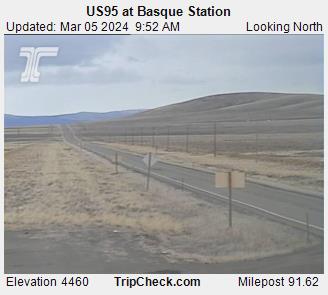 US95 at Basque Station
Updated: Mar 05 2024 9:52 AM Looking North
Elevation 4460 TripCheck.com Milepost 91.62